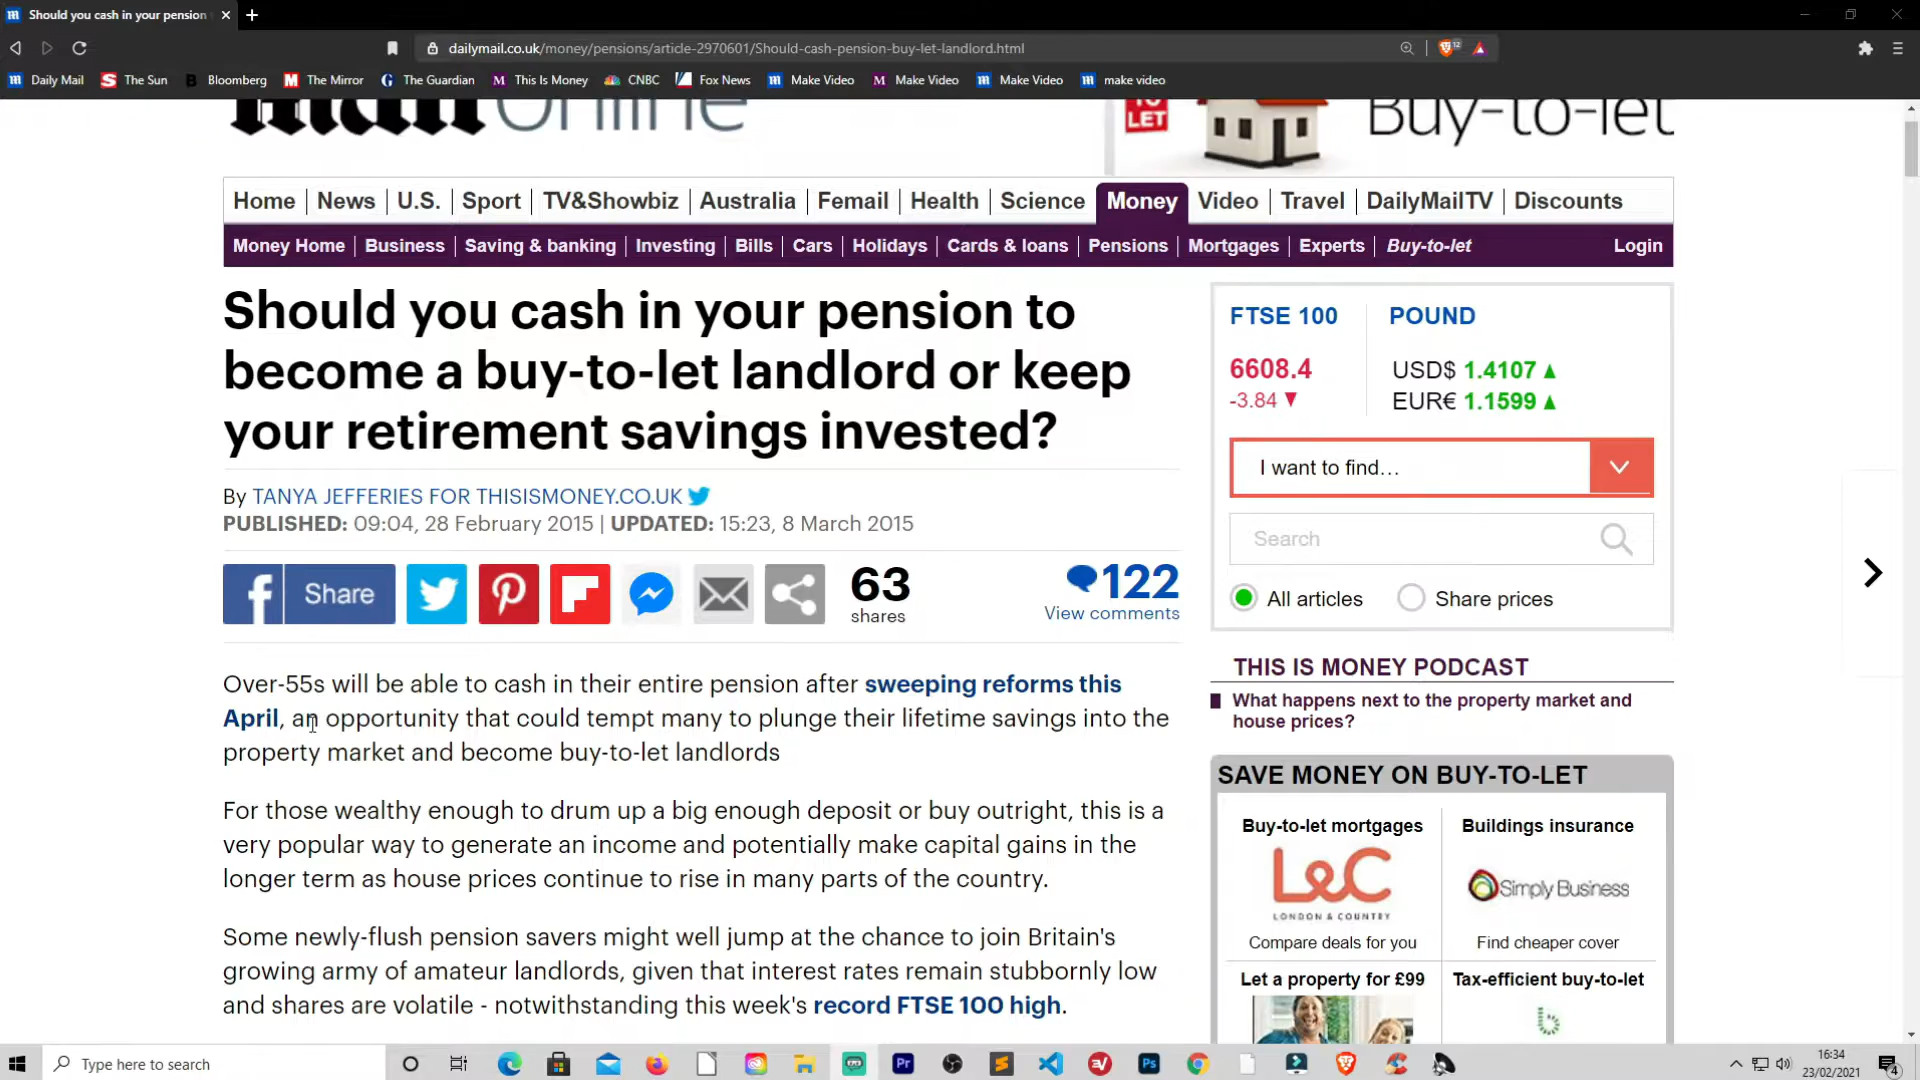 Should you cash in your pension
dailymail.co.uk/money/pensions/article-2970601/Should-cash-pension-buy-let-landlord.html
12
Daily Mail The Sun Bloomberg The Mirror The Guardian This Is Money CNBC Fox News Make Video Make Video Make Video make video
Mail Online
TO LET
Buy-to-let
Home News U.S. Sport TV&Showbiz Australia Femail Health Science Money Video Travel DailyMailTV Discounts
Money Home Business Saving & banking Investing Bills Cars Holidays Cards & loans Pensions Mortgages Experts Buy-to-let Login
Should you cash in your pension to
become a buy-to-let landlord or keep
your retirement savings invested?
By TANYA JEFFERIES FOR THISISMONEY.CO.UK
PUBLISHED: 09:04, 28 February 2015 | UPDATED: 15:23, 8 March 2015
Share
63
shares
122
View comments
Over-55s will be able to cash in their entire pension after sweeping reforms this
April, an opportunity that could tempt many to plunge their lifetime savings into the
property market and become buy-to-let landlords
For those wealthy enough to drum up a big enough deposit or buy outright, this is a
very popular way to generate an income and potentially make capital gains in the
longer term as house prices continue to rise in many parts of the country.
Some newly-flush pension savers might well jump at the chance to join Britain's
growing army of amateur landlords, given that interest rates remain stubbornly low
and shares are volatile - notwithstanding this week's record FTSE 100 high.
FTSE 100 POUND
6608.4
-3.84
USD$ 1.4107
EUR€ 1.1599
I want to find...
Search
All articles Share prices
THIS IS MONEY PODCAST
What happens next to the property market and
house prices?
SAVE MONEY ON BUY-TO-LET
Buy-to-let mortgages Buildings insurance
L&C
LONDON & COUNTRY
Simply Business
Compare deals for you Find cheaper cover
Let a property for £99 Tax-efficient buy-to-let
Type here to search
16:34
23/02/2021
4